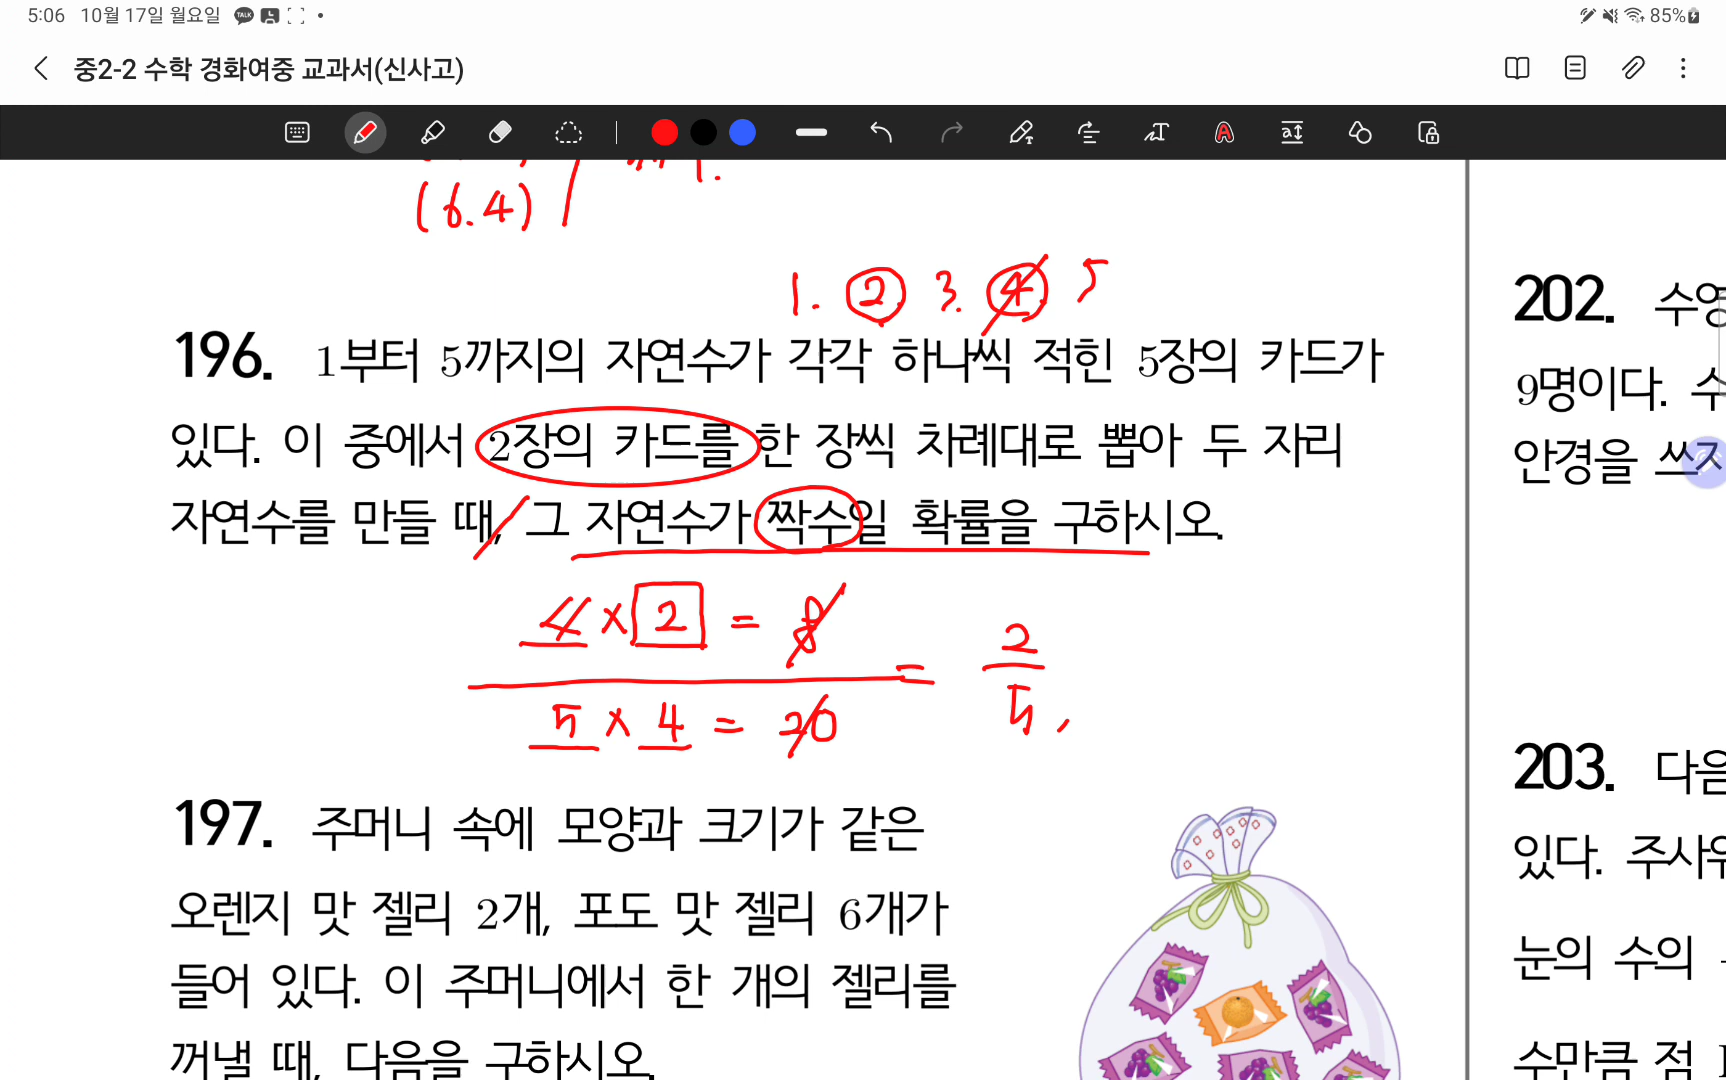 5:06 10월 17일 월요일 TALK 85%
중2-2 수학 경화여중 교과서(신사고)
(6.4)
1. 2 3. 4 5
196. 1부터 5까지의 자연수가 각각 하나씩 적힌 5장의 카드가
있다. 이 중에서 2장의 카드를 한 장씩 차례대로 뽑아 두 자리
자연수를 만들 때, 그 자연수가 짝수일 확률을 구하시오.
4 × 2 = 8
= 2/5,
5 × 4 = 20
197. 주머니 속에 모양과 크기가 같은
오렌지 맛 젤리 2개, 포도 맛 젤리 6개가
들어 있다. 이 주머니에서 한 개의 젤리를
꺼낼 때, 다음을 구하시오.
202. 수영
9명이다. 수
안경을 쓰지
203. 다음
있다. 주사위
눈의 수의
수만큼 점